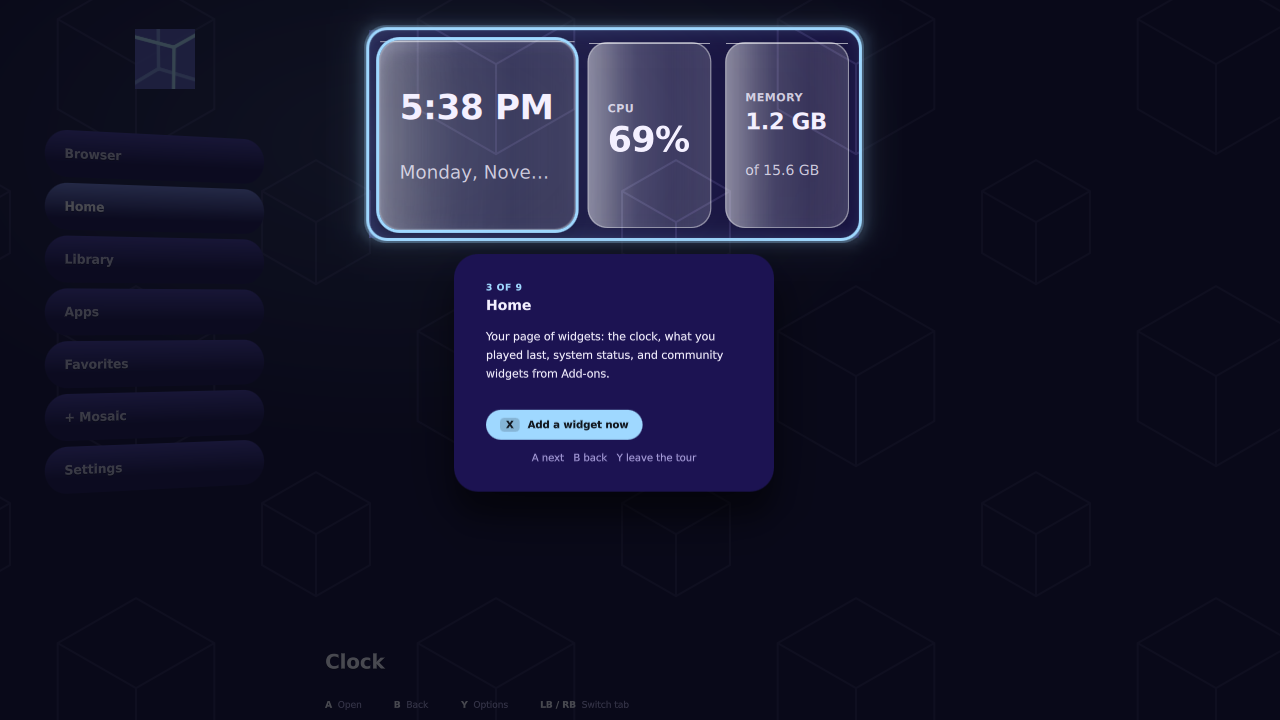 Browser
Home
Library
Apps
Favorites
+ Mosaic
Settings
5:38 PM
Monday, Nove...
CPU
69%
MEMORY
1.2 GB
of 15.6 GB
3 OF 9
Home
Your page of widgets: the clock, what you
played last, system status, and community
widgets from Add-ons.
X Add a widget now
A next B back Y leave the tour
Clock
A Open B Back Y Options LB / RB Switch tab